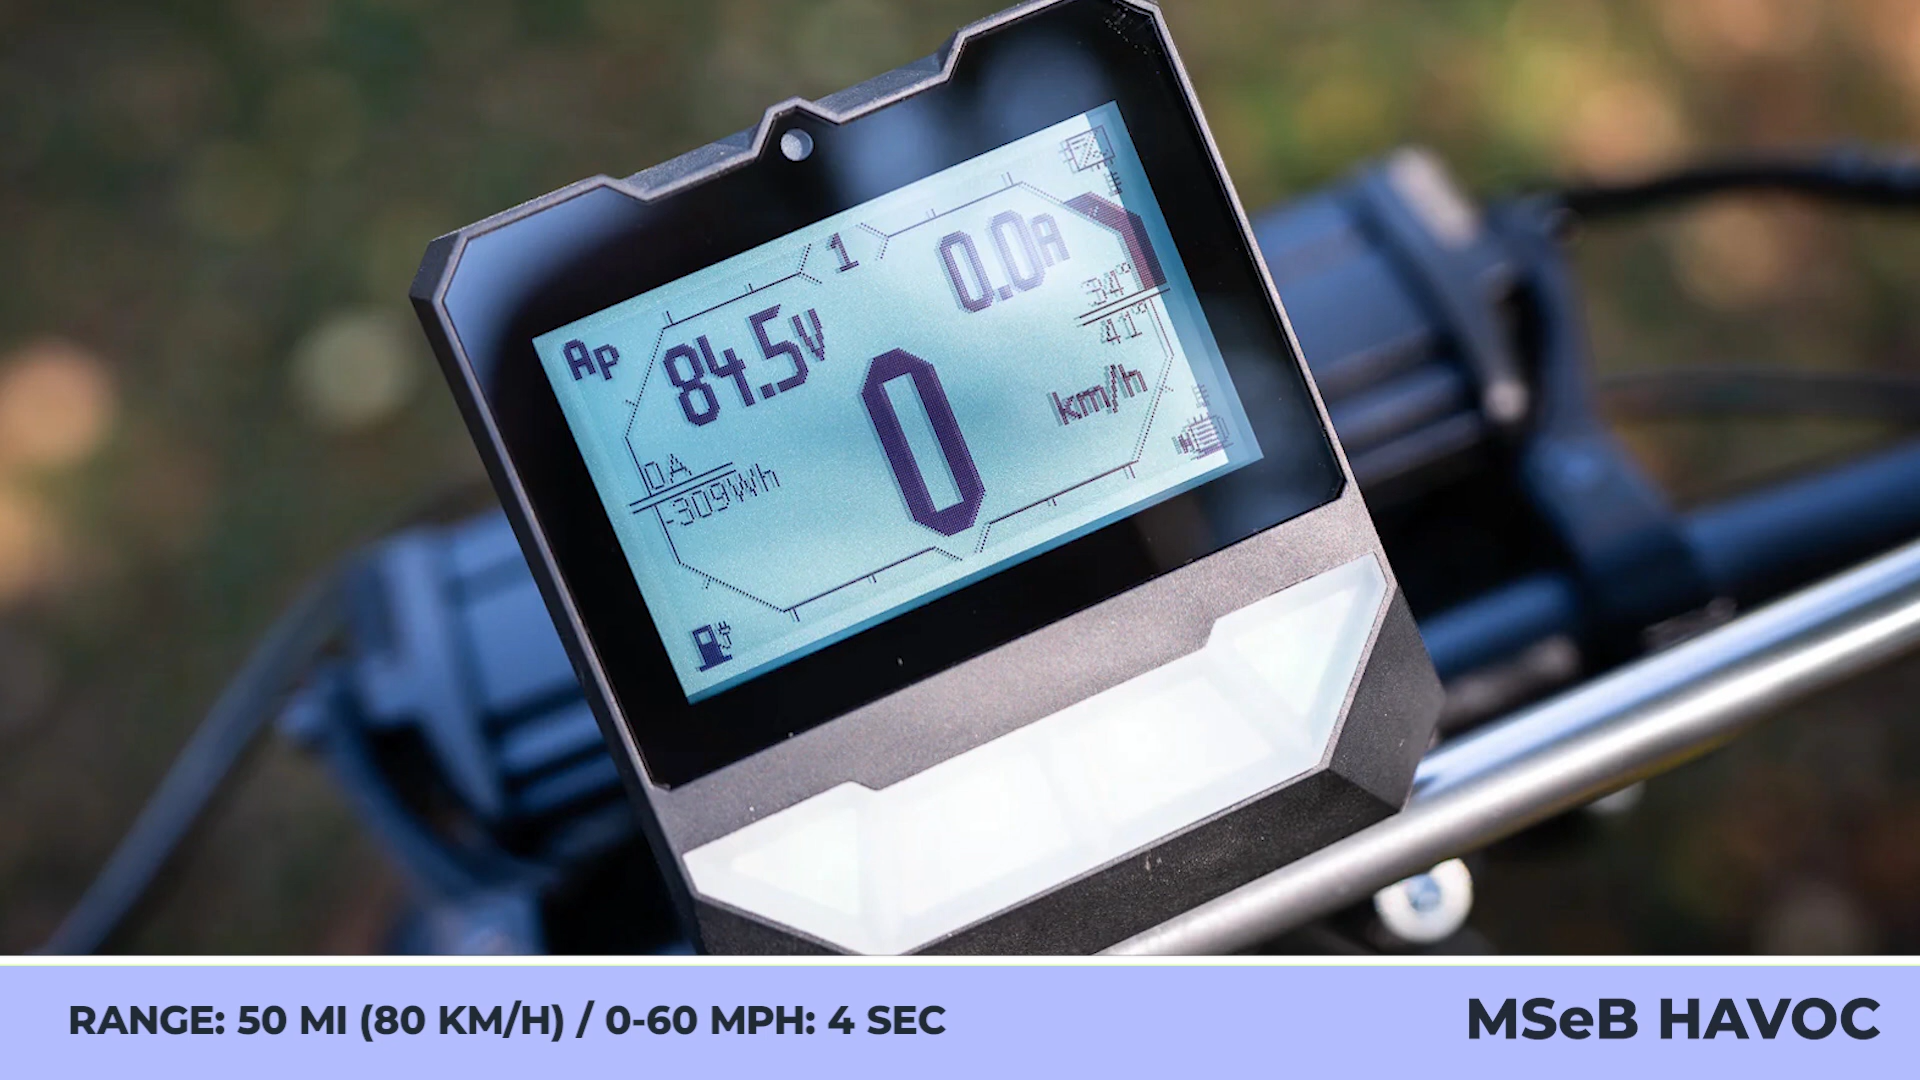 1
0.0A
34°
41°
Ap
84.5V
0
km/h
0A
-309Wh
RANGE: 50 MI (80 KM/H) / 0-60 MPH: 4 SEC
MSeB HAVOC